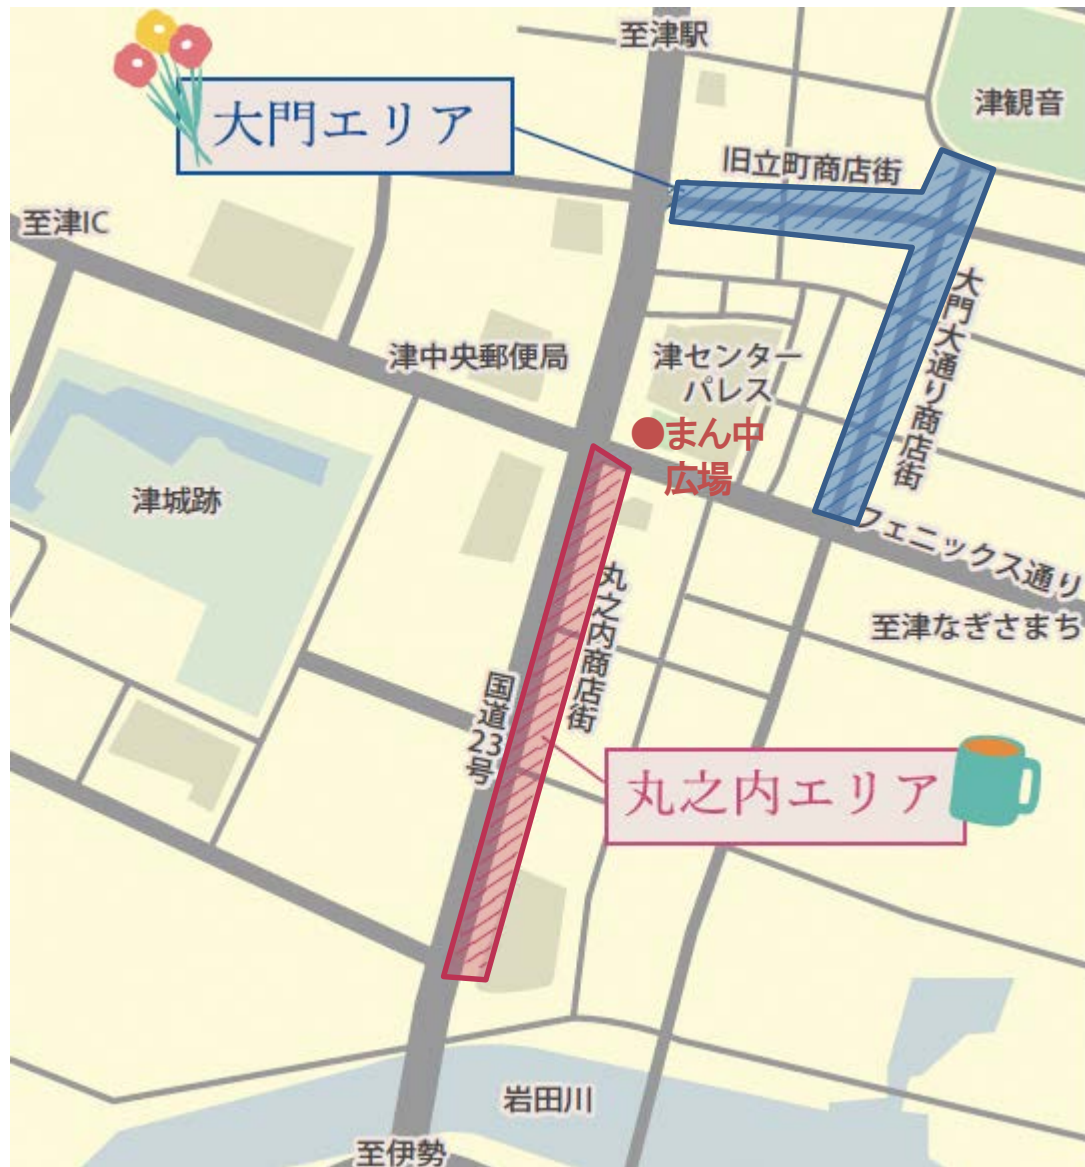 至津駅
津観音
大門エリア
旧立町商店街
至津IC
大門大通り商店街
津中央郵便局
津センター
パレス
●まん中
広場
津城跡
フェニックス通り
至津なぎさまち
丸之内商店街
国道23号
丸之内エリア
岩田川
至伊勢